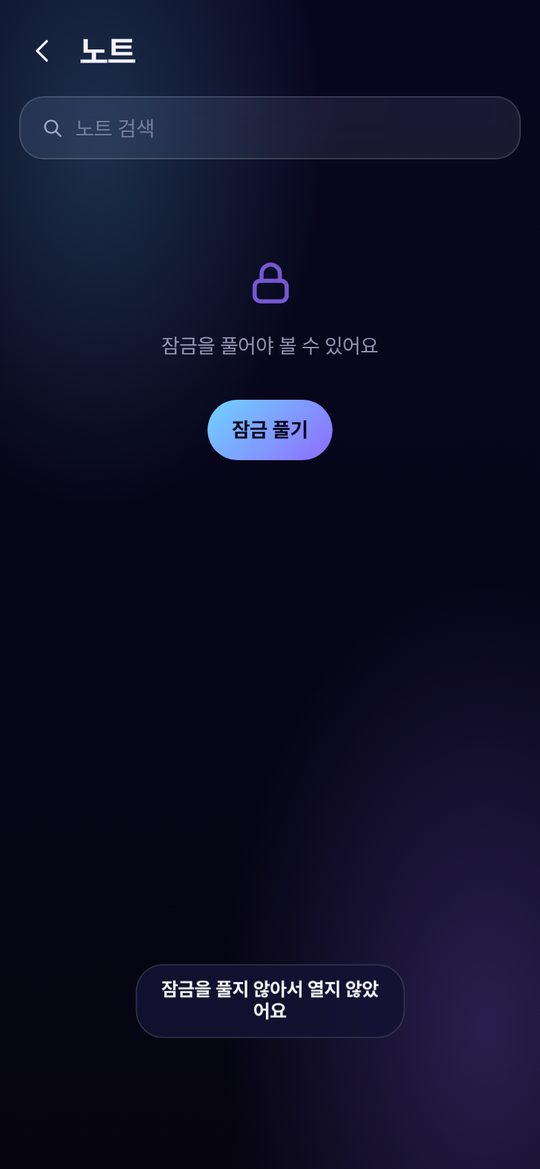 노트
노트 검색
잠금을 풀어야 볼 수 있어요
잠금 풀기
잠금을 풀지 않아서 열지 않았
어요